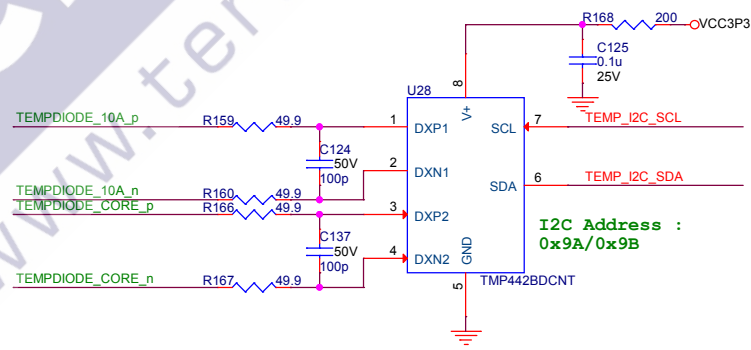 R168 200
VCC3P3
C125
0.1u
25V
U28
8
V+
TEMPDIODE_10A_p
R159 49.9
1
DXP1
SCL
7
TEMP_I2C_SCL
C124
50V
100p
2
DXN1
TEMPDIODE_10A_n
R160 49.9
SDA
6
TEMP_I2C_SDA
TEMPDIODE_CORE_p
R166 49.9
3
DXP2
I2C Address :
0x9A/0x9B
C137
50V
100p
4
DXN2
GND
5
TEMPDIODE_CORE_n
R167 49.9
TMP442BDCNT
www.ter